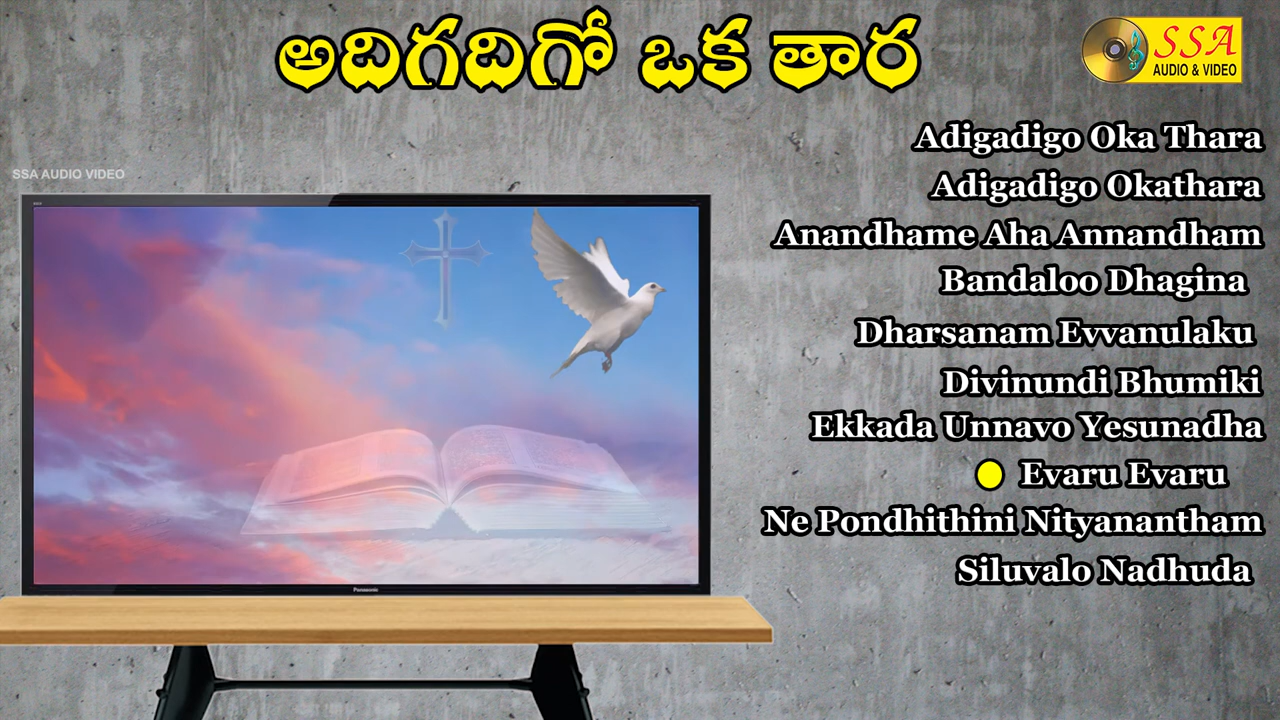 అదిగదిగో ఒక తార
SSA
AUDIO & VIDEO
SSA AUDIO VIDEO
Panasonic
Adigadigo Oka Thara
Adigadigo Okathara
Anandhame Aha Annandham
Bandaloo Dhagina
Dharsanam Evvanulaku
Divinundi Bhumiki
Ekkada Unnavo Yesunadha
Evaru Evaru
Ne Pondhithini Nityanantham
Siluvalo Nadhuda